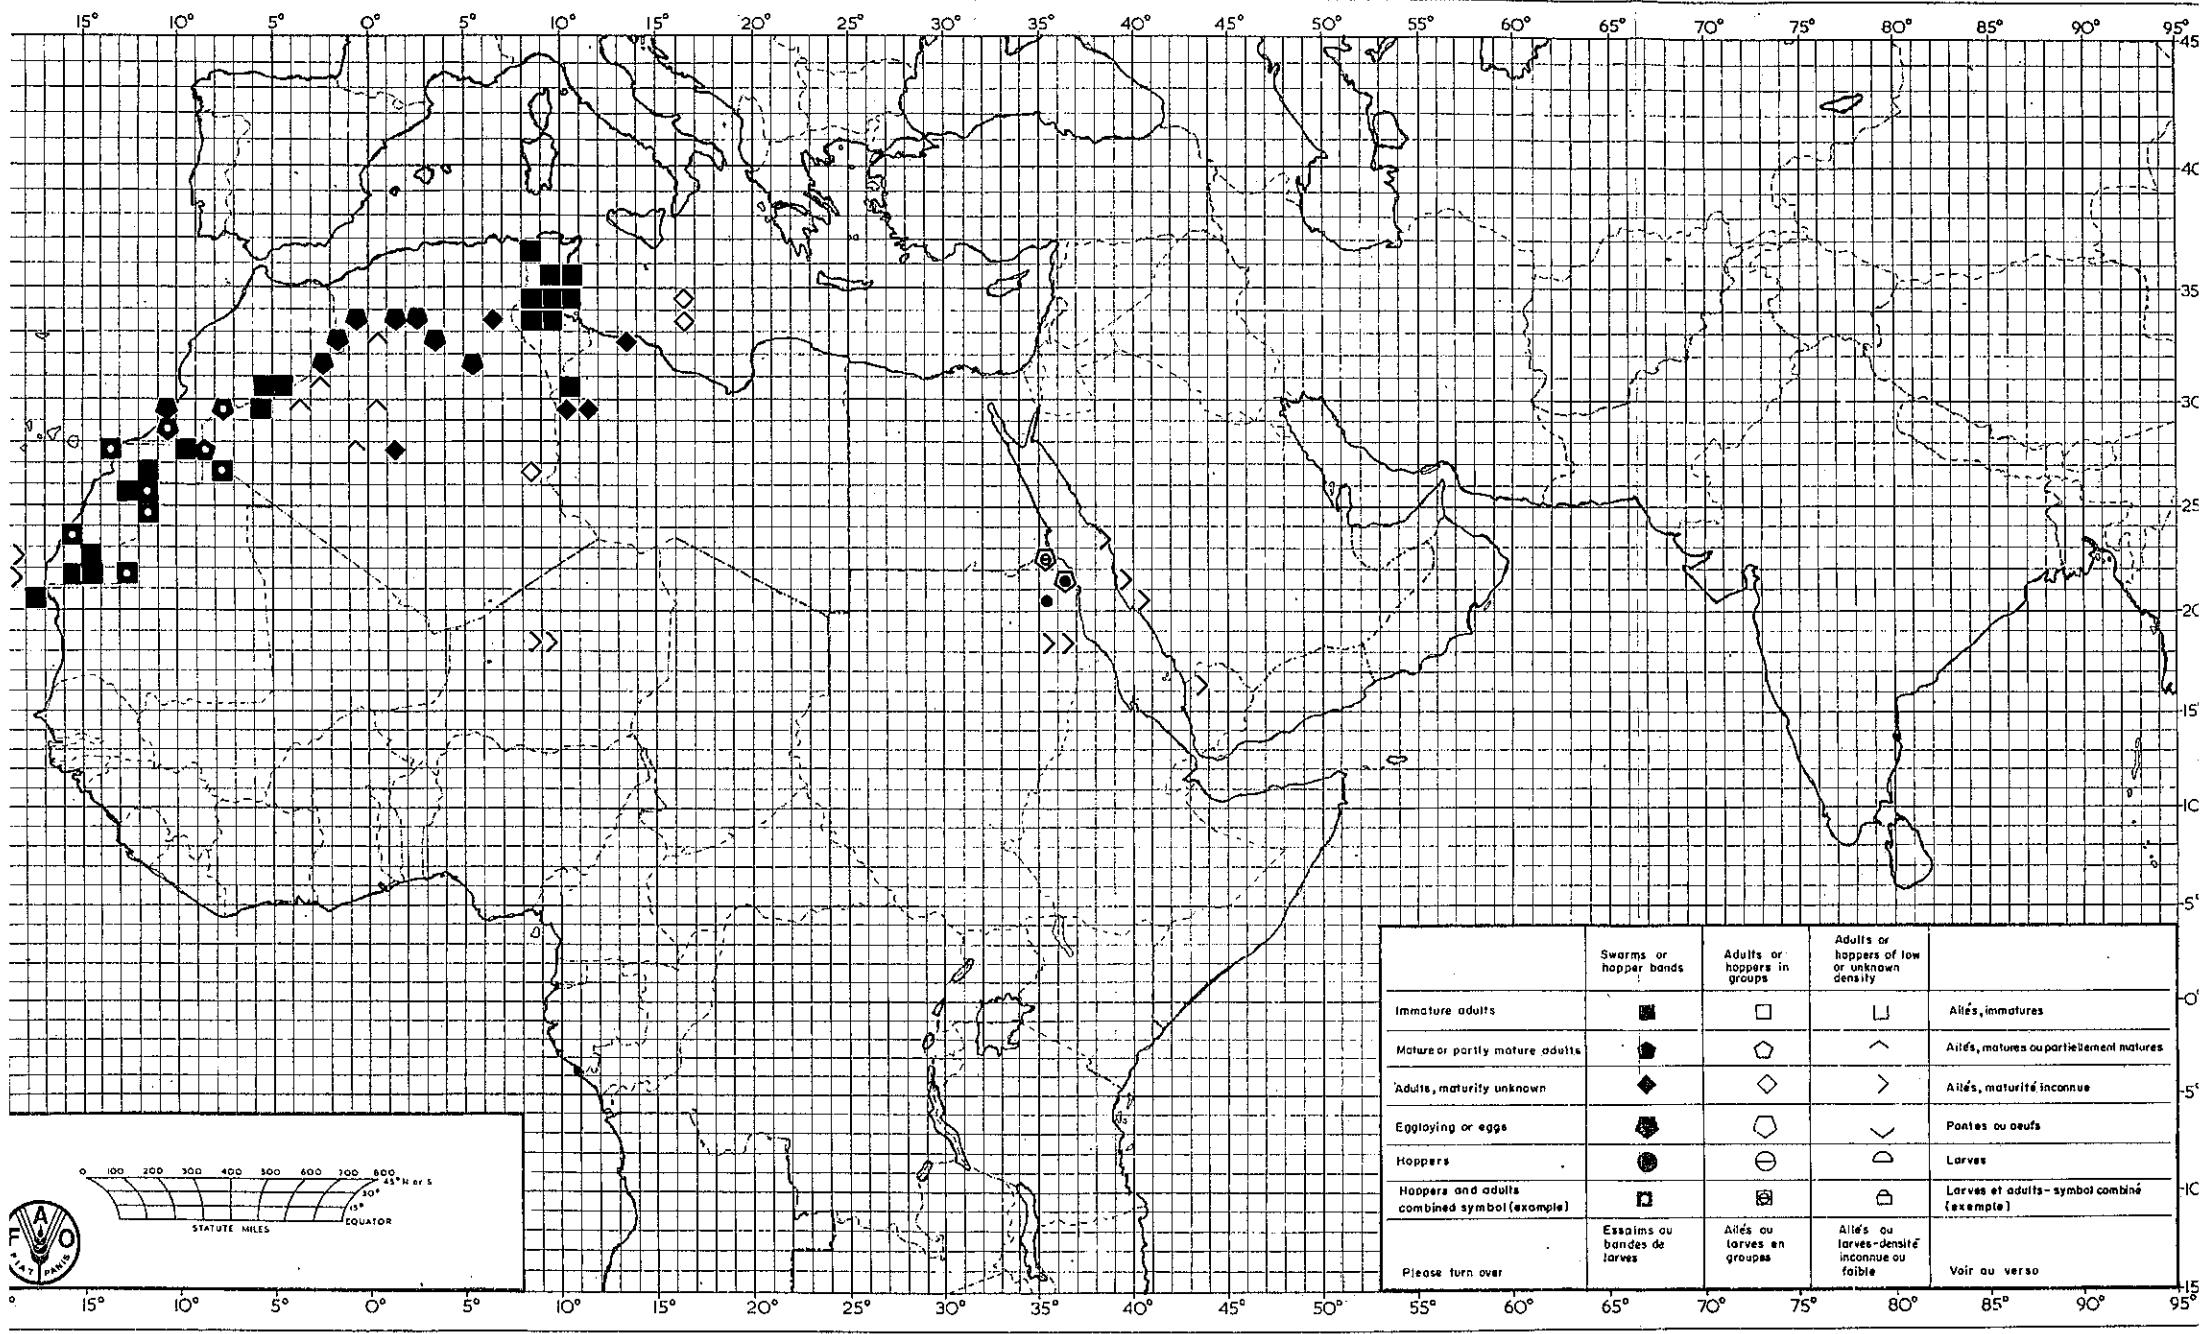 15° 10° 5° 0° 5° 10° 15° 20° 25° 30° 35° 40° 45° 50° 55° 60° 65° 70° 75° 80° 85° 90° 95°
45
40
35
30
25
20
15°
10
5°
0°
5°
10
15
Swarms or
hopper bands
Adults or
hoppers in
groups
Adults or
hoppers of low
or unknown
density
Immature adults
Ailés, immatures
Mature or partly mature adults
Ailés, matures ou partiellement matures
Adults, maturity unknown
Ailés, maturité inconnue
Egglaying or eggs
Pontes ou oeufs
Hoppers
Larves
Hoppers and adults
combined symbol (example)
Larves et adults - symbol combiné
(exemple)
Essaims ou
bandes de
larves
Ailés ou
larves en
groupes
Ailés ou
larves-densité
inconnue ou
faible
Please turn over
Voir au verso
0 100 200 300 400 500 600 700 800
45° N or S
30°
15°
EQUATOR
STATUTE MILES
F A O
FIAT PANIS
15° 10° 5° 0° 5° 10° 15° 20° 25° 30° 35° 40° 45° 50° 55° 60° 65° 70° 75° 80° 85° 90° 95°